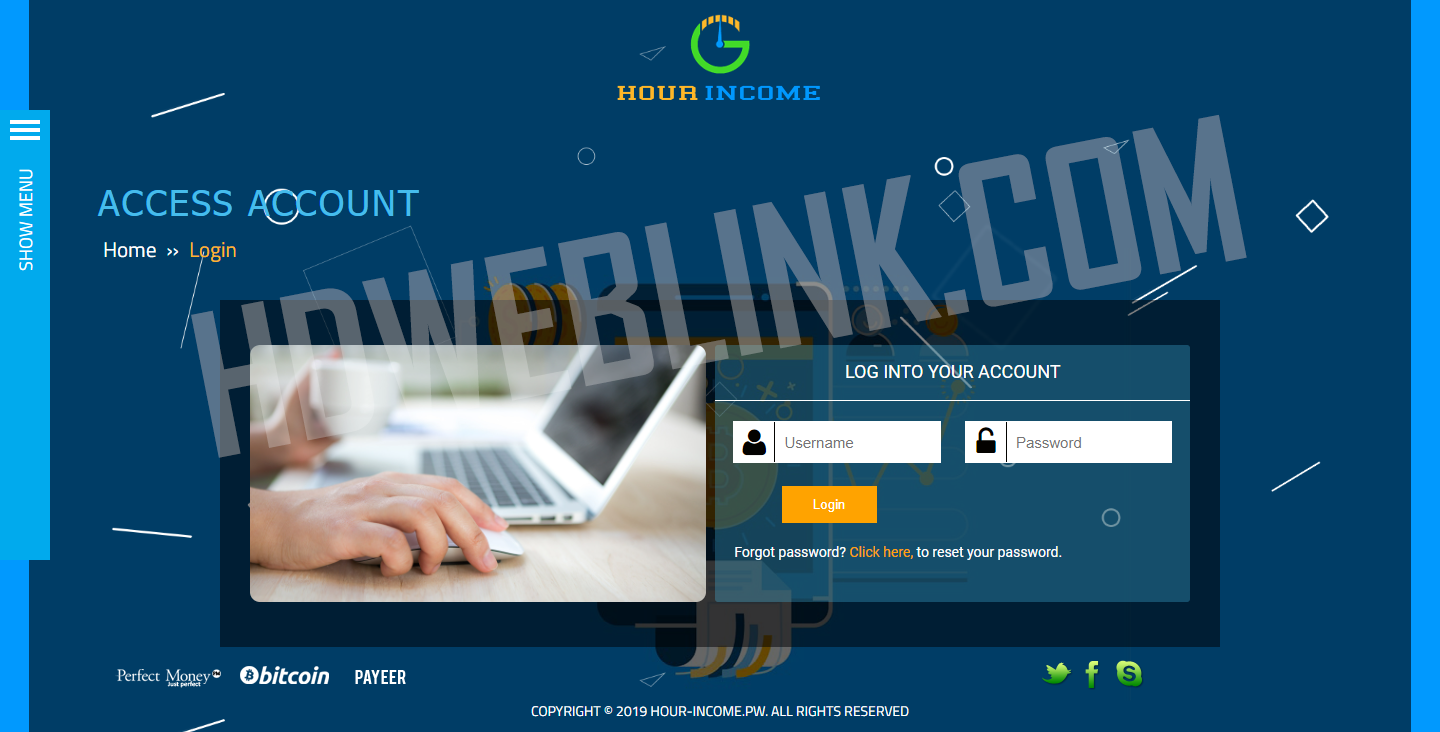 HOUR INCOME
SHOW MENU
ACCESS ACCOUNT
Home ›› Login
HDWEBLINK.COM
LOG INTO YOUR ACCOUNT
Username
Password
Login
Forgot password? Click here, to reset your password.
Perfect Money PM
Just perfect
bitcoin
PAYEER
COPYRIGHT © 2019 HOUR-INCOME.PW. ALL RIGHTS RESERVED